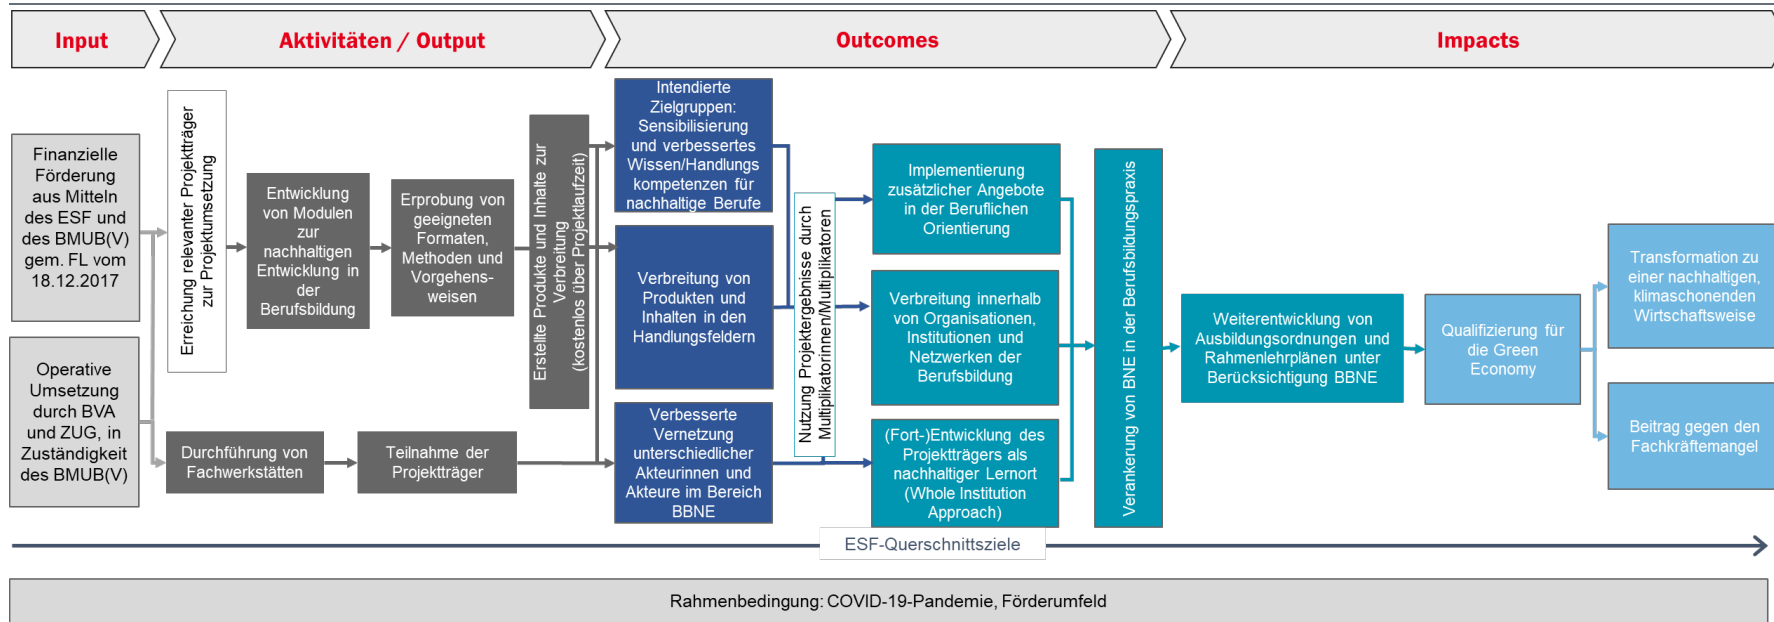 Input
Aktivitäten / Output
Outcomes
Impacts
Finanzielle
Förderung
aus Mitteln
des ESF und
des BMUB(V)
gem. FL vom
18.12.2017
Operative
Umsetzung
durch BVA
und ZUG, in
Zuständigkeit
des BMUB(V)
Erreichung relevanter Projektträger
zur Projektumsetzung
Entwicklung
von Modulen
zur
nachhaltigen
Entwicklung in
der
Berufsbildung
Erprobung von
geeigneten
Formaten,
Methoden und
Vorgehens-
weisen
Durchführung von
Fachwerkstätten
Teilnahme der
Projektträger
Erstellte Produkte und Inhalte zur
Verbreitung
(kostenlos über Projektlaufzeit)
Intendierte
Zielgruppen:
Sensibilisierung
und verbessertes
Wissen/Handlungs
kompetenzen für
nachhaltige Berufe
Verbreitung von
Produkten und
Inhalten in den
Handlungsfeldern
Verbesserte
Vernetzung
unterschiedlicher
Akteurinnen und
Akteure im Bereich
BBNE
Nutzung Projektergebnisse durch
Multiplikatorinnen/Multiplikatoren
Implementierung
zusätzlicher Angebote
in der Beruflichen
Orientierung
Verbreitung innerhalb
von Organisationen,
Institutionen und
Netzwerken der
Berufsbildung
(Fort-)Entwicklung des
Projektträgers als
nachhaltiger Lernort
(Whole Institution
Approach)
Verankerung von BNE in der Berufsbildungspraxis
Weiterentwicklung von
Ausbildungsordnungen und
Rahmenlehrplänen unter
Berücksichtigung BBNE
Qualifizierung für
die Green
Economy
Transformation zu
einer nachhaltigen,
klimaschonenden
Wirtschaftsweise
Beitrag gegen den
Fachkräftemangel
ESF-Querschnittsziele
Rahmenbedingung: COVID-19-Pandemie, Förderumfeld